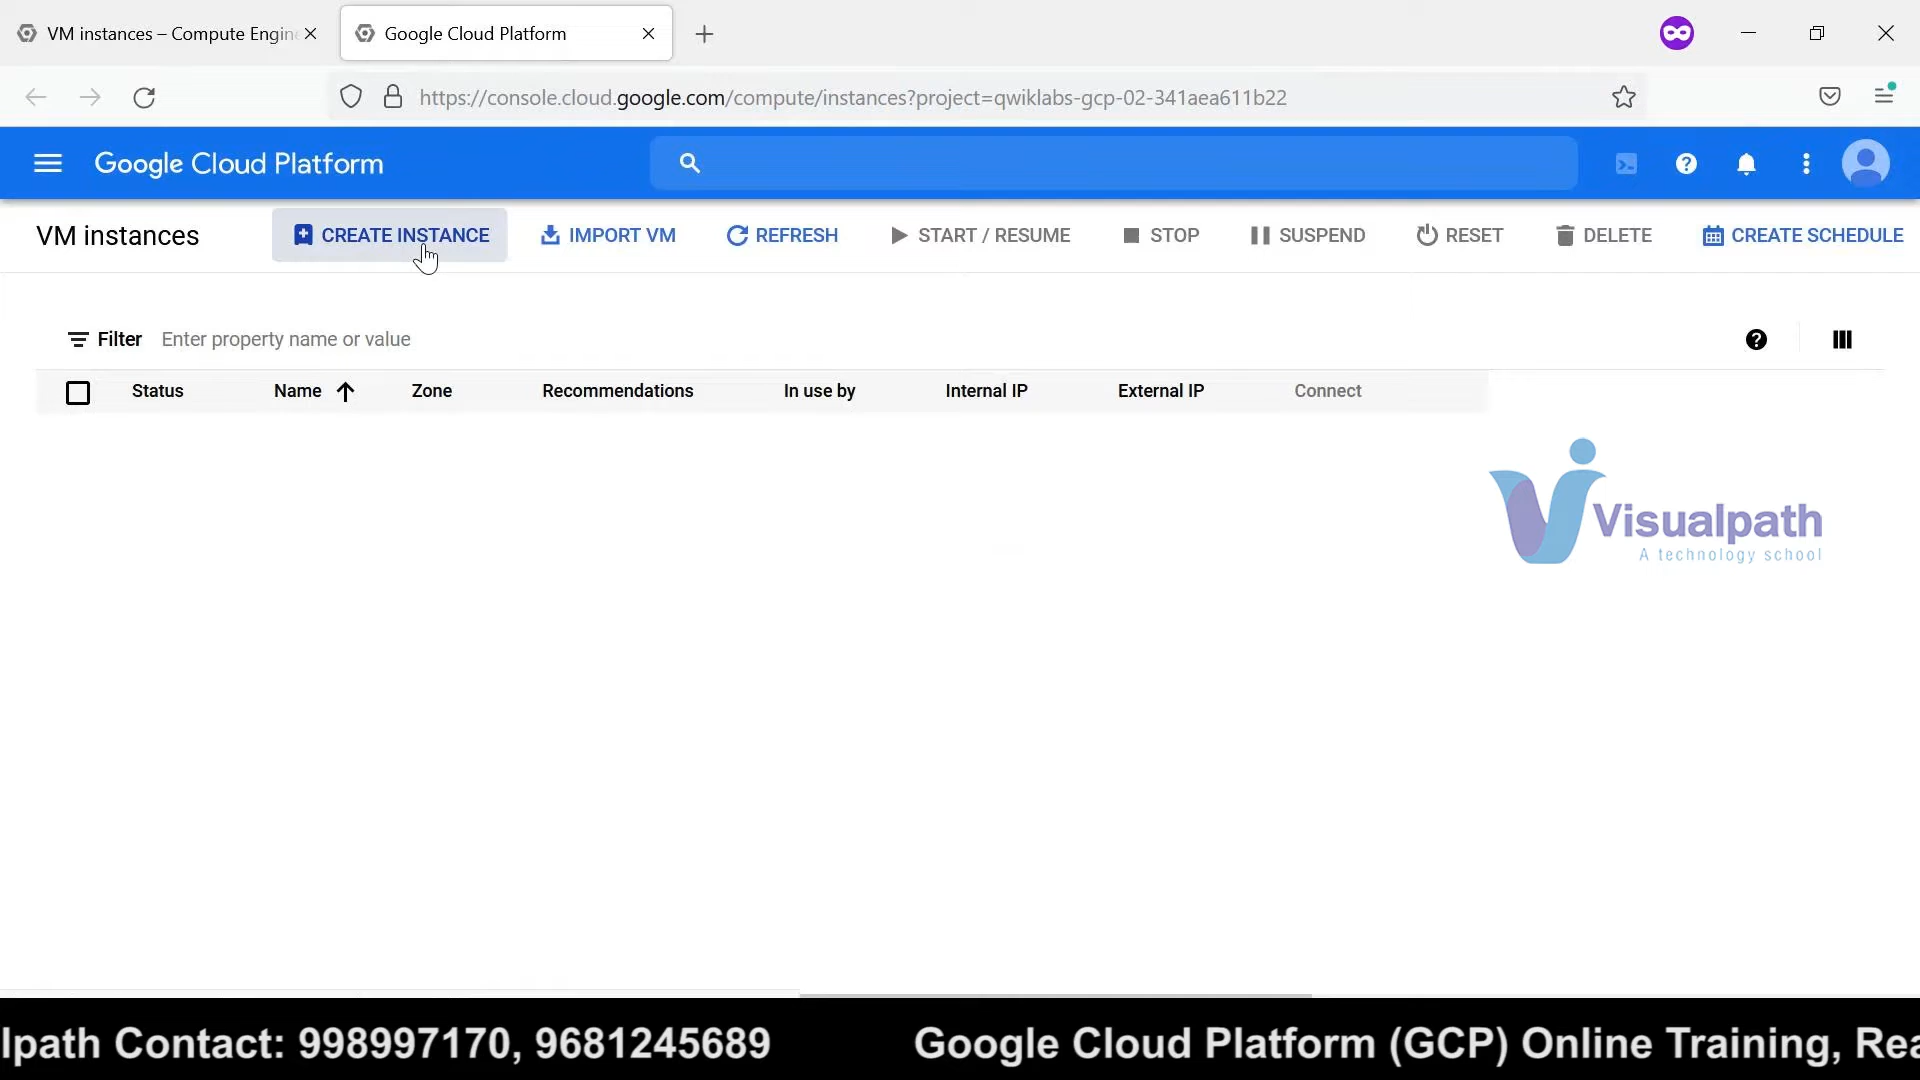 VM instances – Compute Engin
Google Cloud Platform
https://console.cloud.google.com/compute/instances?project=qwiklabs-gcp-02-341aea611b22
Google Cloud Platform
VM instances
CREATE INSTANCE
IMPORT VM
REFRESH
START / RESUME
STOP
SUSPEND
RESET
DELETE
CREATE SCHEDULE
Filter Enter property name or value
Status Name Zone Recommendations In use by Internal IP External IP Connect
Visualpath
A technology school
lpath Contact: 998997170, 9681245689 Google Cloud Platform (GCP) Online Training, Rea